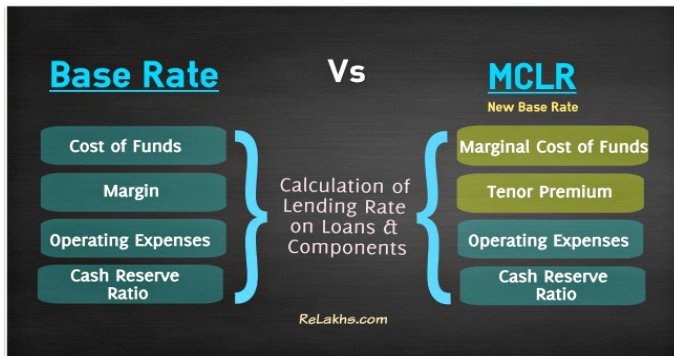 Base Rate
Vs
MCLR
New Base Rate
Cost of Funds
Margin
Operating Expenses
Cash Reserve
Ratio
Calculation of
Lending Rate
on Loans &
Components
Marginal Cost of Funds
Tenor Premium
Operating Expenses
Cash Reserve
Ratio
ReLakhs.com